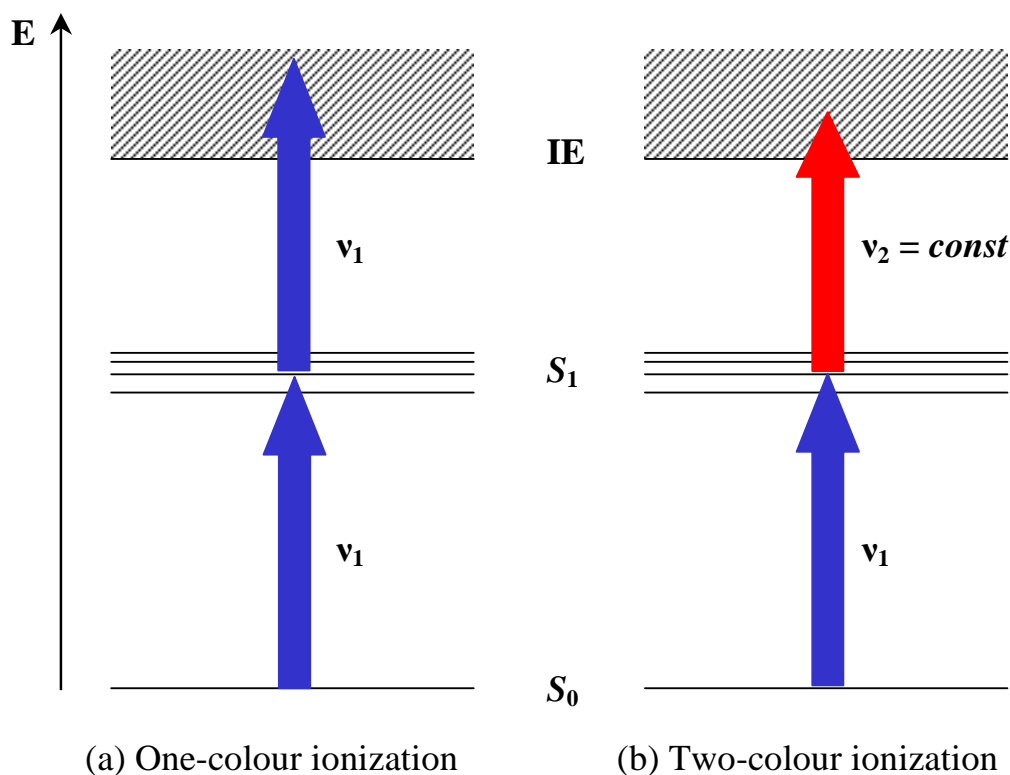 E
IE
ν₁
ν₂ = const
S₁
ν₁
ν₁
S₀
(a) One-colour ionization
(b) Two-colour ionization